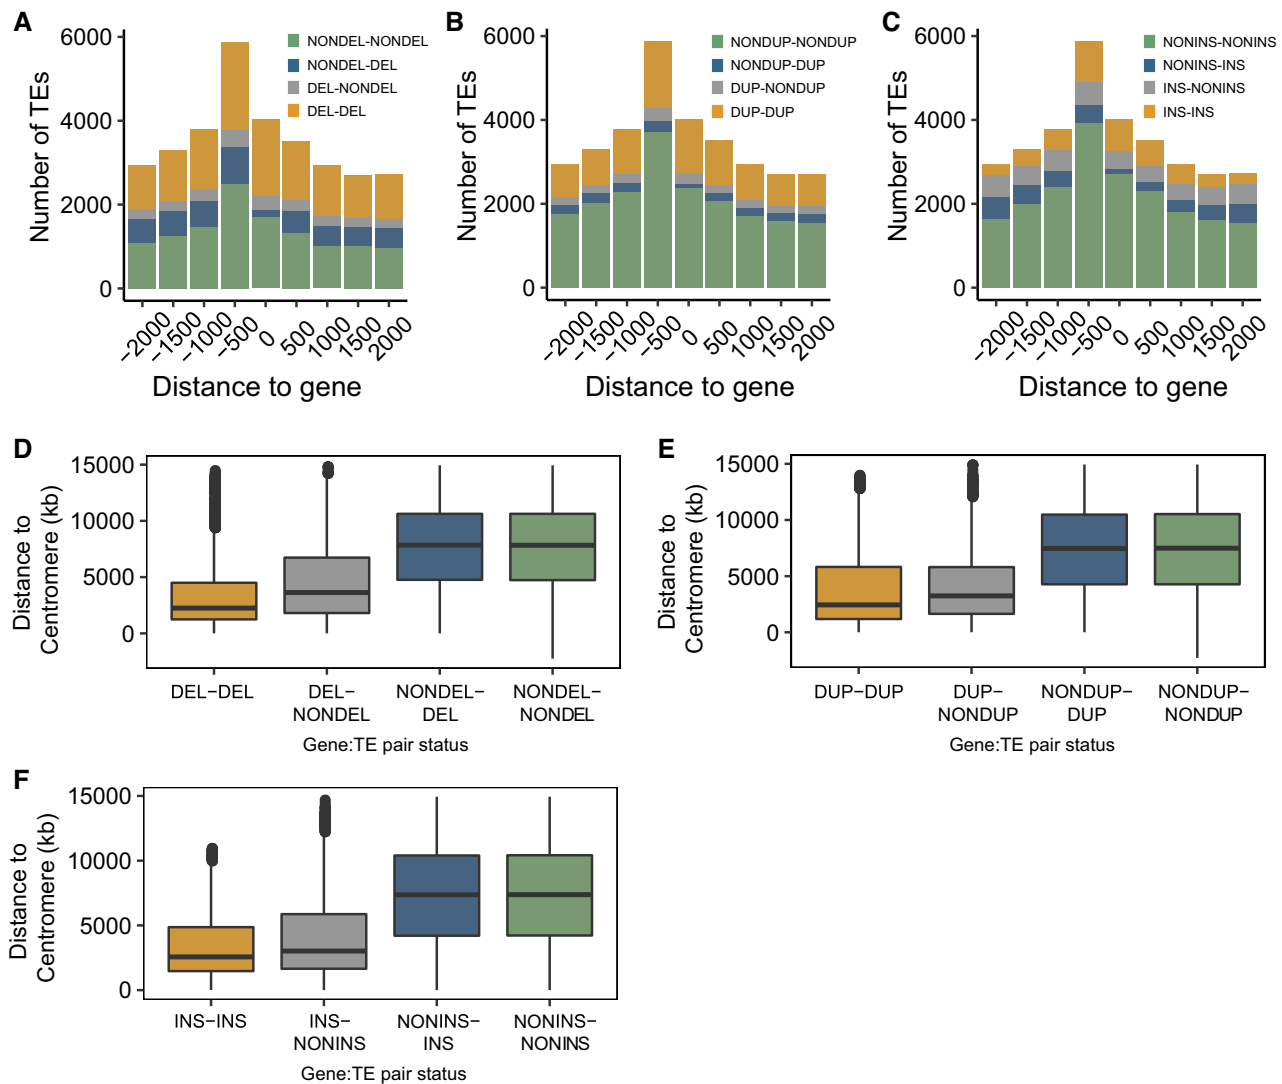 A
6000
4000
2000
0
Number of TEs
NONDEL-NONDEL
NONDEL-DEL
DEL-NONDEL
DEL-DEL
−2000
−1500
−1000
−500
0
500
1000
1500
2000
Distance to gene
B
6000
4000
2000
0
Number of TEs
NONDUP-NONDUP
NONDUP-DUP
DUP-NONDUP
DUP-DUP
−2000
−1500
−1000
−500
0
500
1000
1500
2000
Distance to gene
C
6000
4000
2000
0
Number of TEs
NONINS-NONINS
NONINS-INS
INS-NONINS
INS-INS
−2000
−1500
−1000
−500
0
500
1000
1500
2000
Distance to gene
D
15000
10000
5000
0
Distance to
Centromere (kb)
DEL−DEL
DEL−
NONDEL
NONDEL−
DEL
NONDEL−
NONDEL
Gene:TE pair status
E
15000
10000
5000
0
Distance to
Centromere (kb)
DUP−DUP
DUP−
NONDUP
NONDUP−
DUP
NONDUP−
NONDUP
Gene:TE pair status
F
15000
10000
5000
0
Distance to
Centromere (kb)
INS−INS
INS−
NONINS
NONINS−
INS
NONINS−
NONINS
Gene:TE pair status